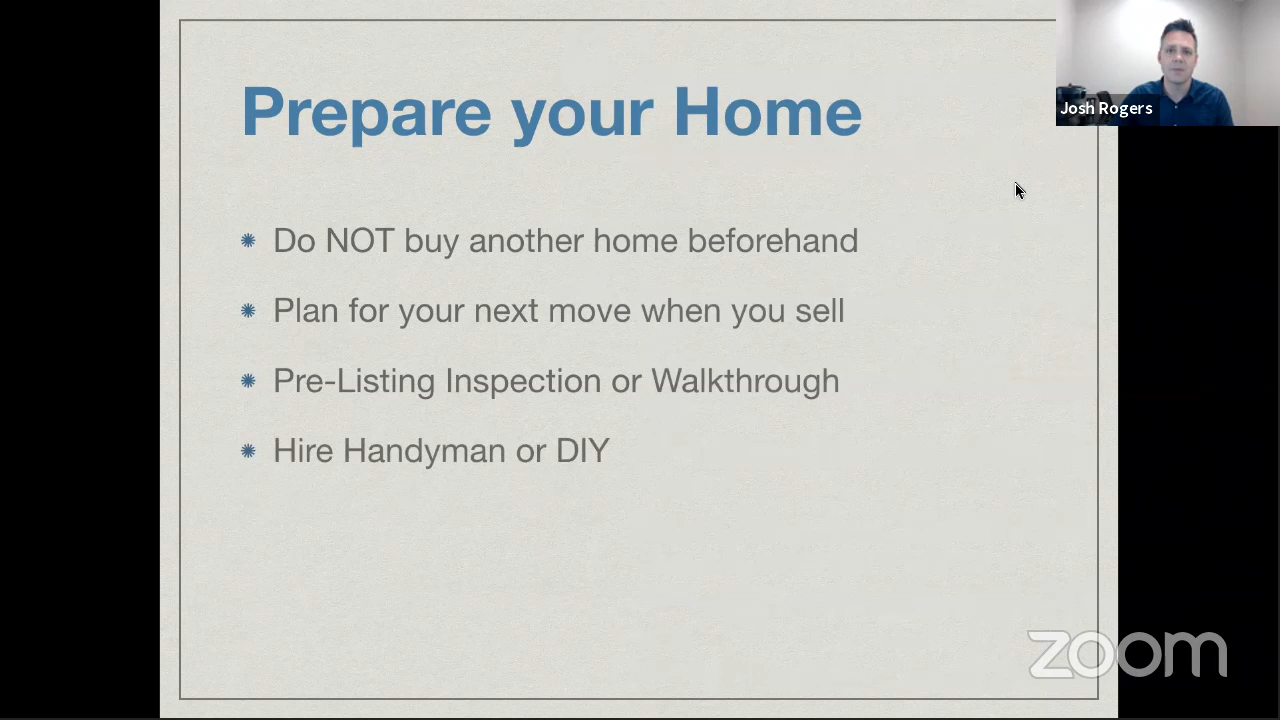 Prepare your Home
Josh Rogers
Do NOT buy another home beforehand
Plan for your next move when you sell
Pre-Listing Inspection or Walkthrough
Hire Handyman or DIY
zoom